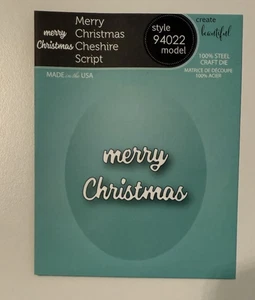 merry
Christmas
Merry
Christmas
Cheshire
Script
style
94022
model
create
beautiful
100% STEEL
CRAFT DIE
MATRICE DE DÉCOUPE
100% ACIER
MADE in the USA
merry
Christmas